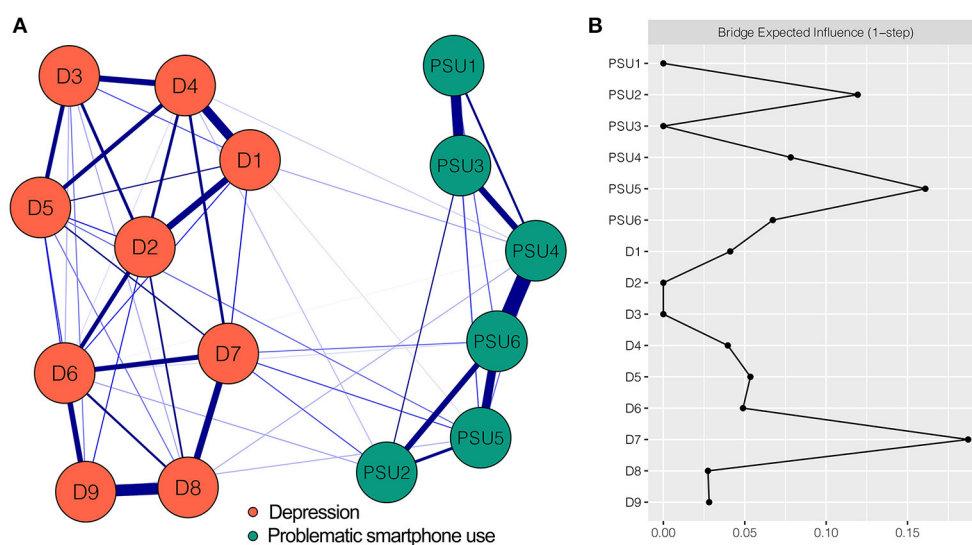 A
D3
D4
D1
D5
D2
D6
D7
D9
D8
PSU1
PSU3
PSU4
PSU6
PSU5
PSU2
Depression
Problematic smartphone use
B
Bridge Expected Influence (1−step)
PSU1
PSU2
PSU3
PSU4
PSU5
PSU6
D1
D2
D3
D4
D5
D6
D7
D8
D9
0.00 0.05 0.10 0.15